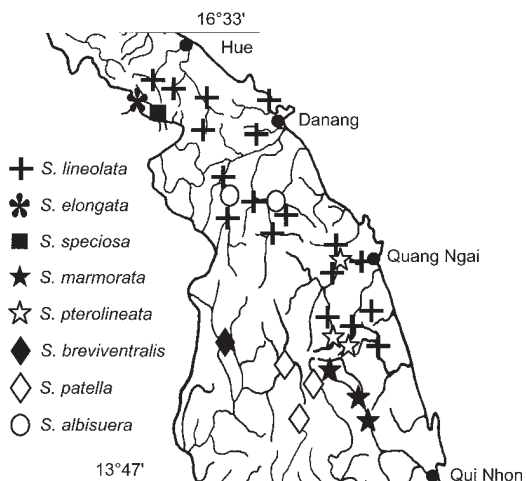 16°33'
Hue
Danang
S. lineolata
S. elongata
S. speciosa
S. marmorata
S. pterolineata
S. breviventralis
S. patella
S. albisuera
Quang Ngai
13°47'
Qui Nhon